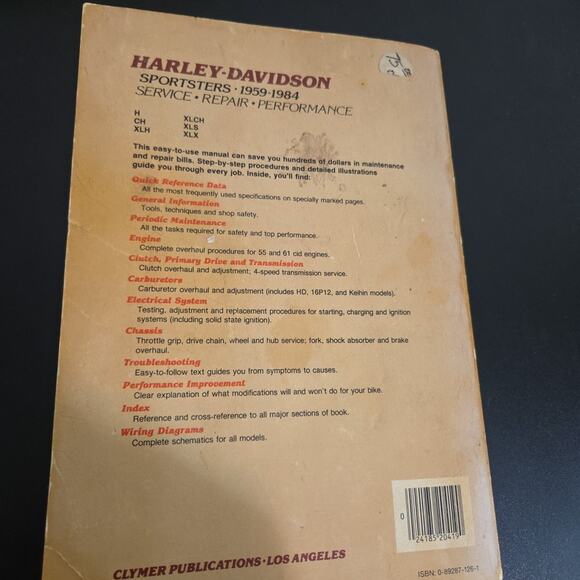 HARLEY-DAVIDSON
SPORTSTERS • 1959-1984
SERVICE • REPAIR • PERFORMANCE
H XLCH
CH XLS
XLH XLX
This easy-to-use manual can save you hundreds of dollars in maintenance
and repair bills. Step-by-step procedures and detailed illustrations
guide you through every job. Inside, you'll find:
Quick Reference Data
All the most frequently used specifications on specially marked pages.
General Information
Tools, techniques and shop safety.
Periodic Maintenance
All the tasks required for safety and top performance.
Engine
Complete overhaul procedures for 55 and 61 cid engines.
Clutch, Primary Drive and Transmission
Clutch overhaul and adjustment; 4-speed transmission service.
Carburetors
Carburetor overhaul and adjustment (includes HD, 16P12, and Keihin models).
Electrical System
Testing, adjustment and replacement procedures for starting, charging and ignition
systems (including solid state ignition).
Chassis
Throttle grip, drive chain, wheel and hub service; fork, shock absorber and brake
overhaul.
Troubleshooting
Easy-to-follow text guides you from symptoms to causes.
Performance Improvement
Clear explanation of what modifications will and won't do for your bike.
Index
Reference and cross-reference to all major sections of book.
Wiring Diagrams
Complete schematics for all models.
0 24185 20419
CLYMER PUBLICATIONS • LOS ANGELES
ISBN: 0-89287-126-1